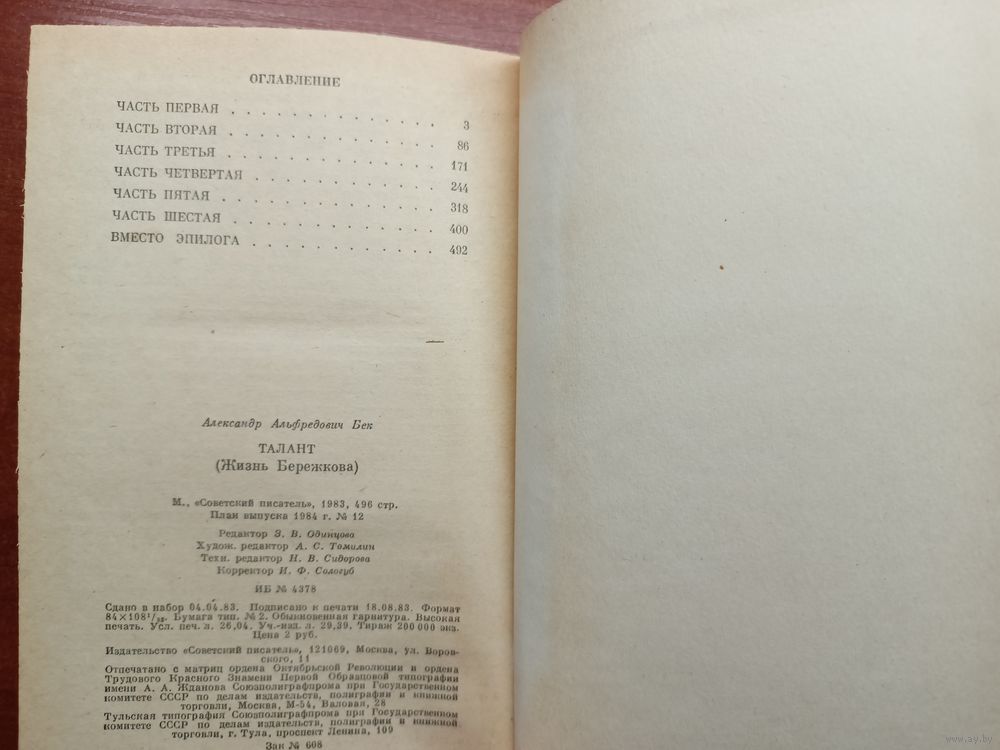 ОГЛАВЛЕНИЕ
ЧАСТЬ ПЕРВАЯ . . . . . . . . . . . 3
ЧАСТЬ ВТОРАЯ . . . . . . . . . . . 86
ЧАСТЬ ТРЕТЬЯ . . . . . . . . . . . 171
ЧАСТЬ ЧЕТВЕРТАЯ . . . . . . . . . . 244
ЧАСТЬ ПЯТАЯ . . . . . . . . . . . 318
ЧАСТЬ ШЕСТАЯ . . . . . . . . . . . 400
ВМЕСТО ЭПИЛОГА . . . . . . . . . . 492
Александр Альфредович Бек
ТАЛАНТ
(Жизнь Бережкова)
М., «Советский писатель», 1983, 496 стр.
План выпуска 1984 г. № 12
Редактор З. В. Одинцова
Худож. редактор А. С. Томилин
Техн. редактор Н. В. Сидорова
Корректор И. Ф. Сологуб
ИБ № 4378
Сдано в набор 04.04.83. Подписано к печати 18.08.83. Формат
84×108¹/₃₂. Бумага тип. № 2. Обыкновенная гарнитура. Высокая
печать. Усл. печ. л. 26,04. Уч.-изд. л. 29,39. Тираж 200 000 экз.
Цена 2 руб.
Издательство «Советский писатель», 121069, Москва, ул. Воров-
ского, 11
Отпечатано с матриц ордена Октябрьской Революции и ордена
Трудового Красного Знамени Первой Образцовой типографии
имени А. А. Жданова Союзполиграфпрома при Государственном
комитете СССР по делам издательств, полиграфии и книжной
торговли, Москва, М-54, Валовая, 28
Тульская типография Союзполиграфпрома при Государственном
комитете СССР по делам издательств, полиграфии и книжной
торговли, г. Тула, проспект Ленина, 109
Зак № 608
www.ay.by